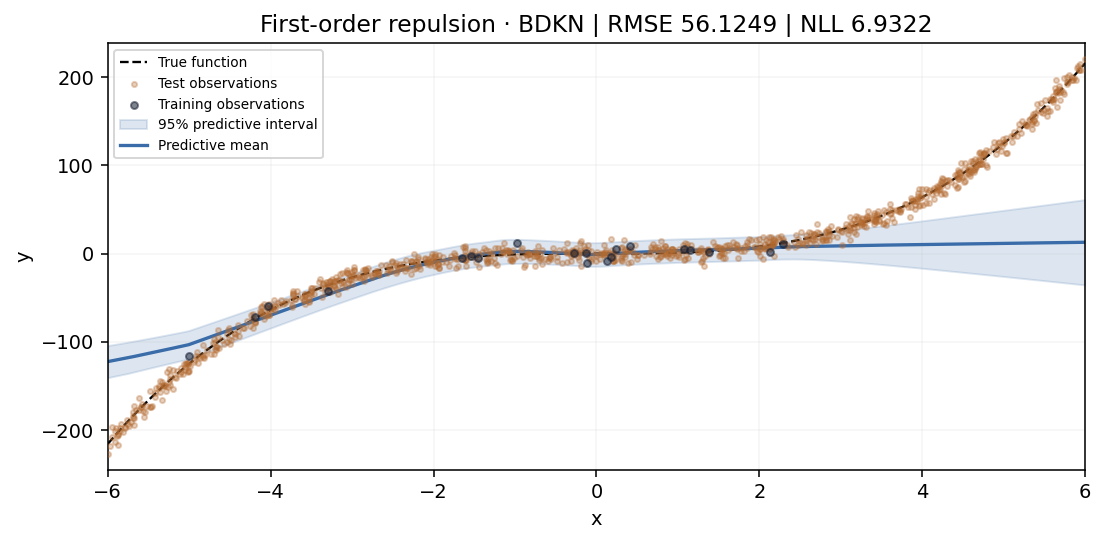 First-order repulsion · BDKN | RMSE 56.1249 | NLL 6.9322
True function
Test observations
Training observations
95% predictive interval
Predictive mean
200
100
0
−100
−200
y
−6 −4 −2 0 2 4 6
x